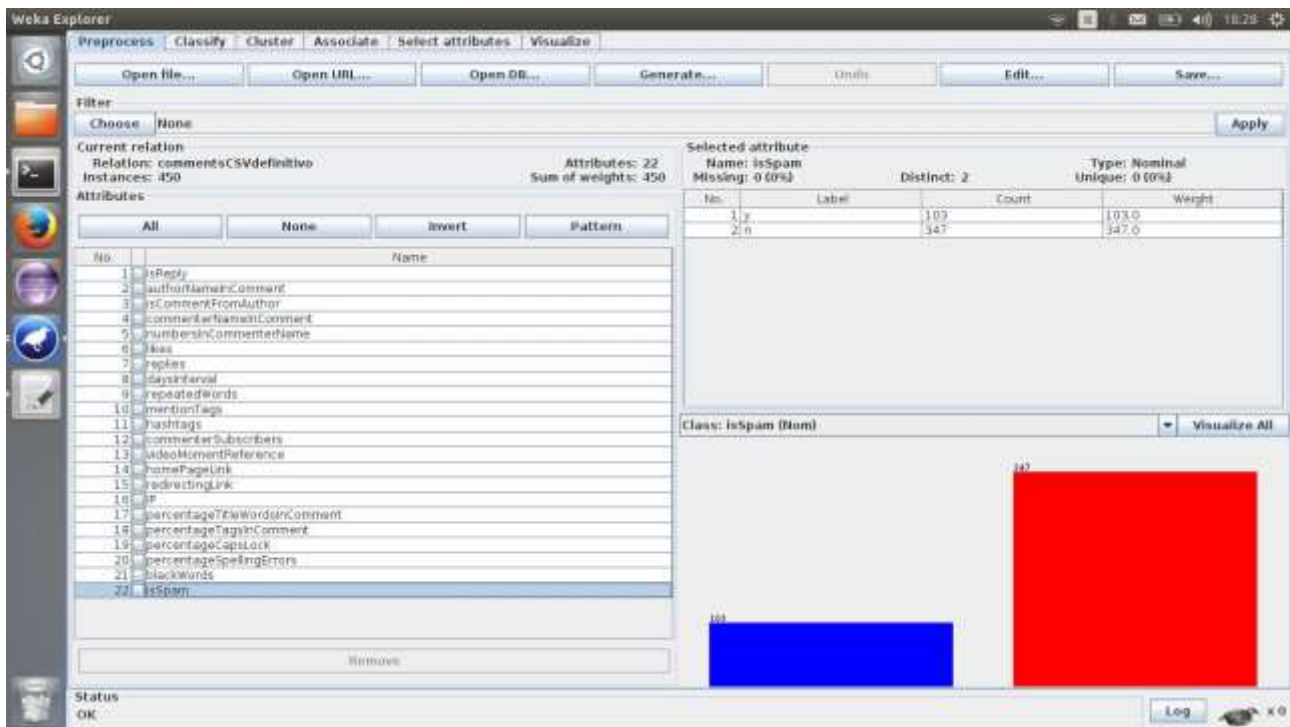 Weka Explorer
18:28
Preprocess Classify Cluster Associate Select attributes Visualize
Open file... Open URL... Open DB... Generate... Undo Edit... Save...
Filter
Choose None Apply
Current relation
Relation: commentsCSVdefinitivo Attributes: 22
Instances: 450 Sum of weights: 450
Selected attribute
Name: isSpam Type: Nominal
Missing: 0 (0%) Distinct: 2 Unique: 0 (0%)
Attributes
All None Invert Pattern
No. Label Count Weight
1 y 103 103.0
2 n 347 347.0
No. Name
1 isReply
2 authorNameInComment
3 isCommentFromAuthor
4 commenterNameInComment
5 numbersInCommenterName
6 likes
7 replies
8 daysInterval
9 repeatedWords
10 mentionTags
11 hashtags
12 commenterSubscribers
13 videoMomentReference
14 homePageLink
15 redirectingLink
16 IP
17 percentageTitleWordsInComment
18 percentageTagsInComment
19 percentageCapsLock
20 percentageSpellingErrors
21 blackWords
22 isSpam
Remove
Class: isSpam (Nom) Visualize All
103
347
Status
OK
Log x 0